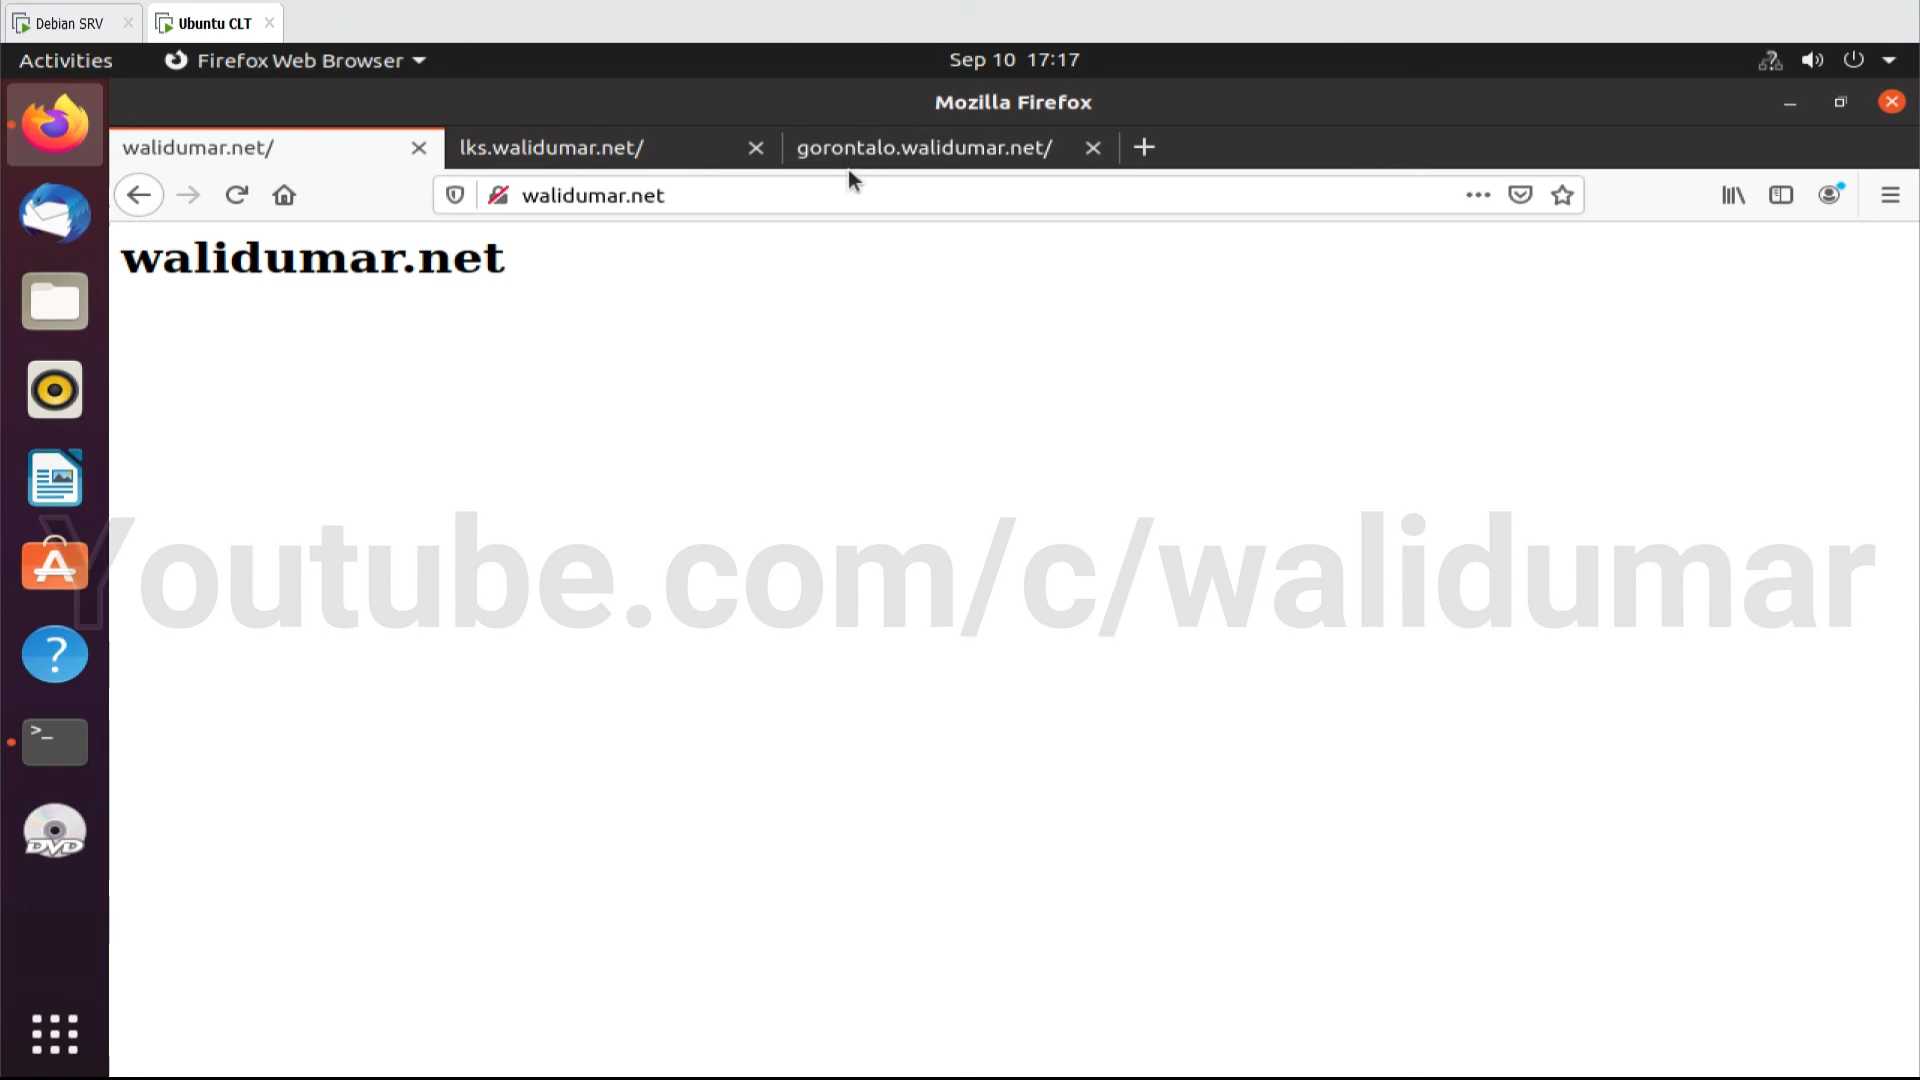 Debian SRV
Ubuntu CLT
Activities
Firefox Web Browser
Sep 10 17:17
Mozilla Firefox
walidumar.net/
lks.walidumar.net/
gorontalo.walidumar.net/
walidumar.net
walidumar.net
Youtube.com/c/walidumar
DVD